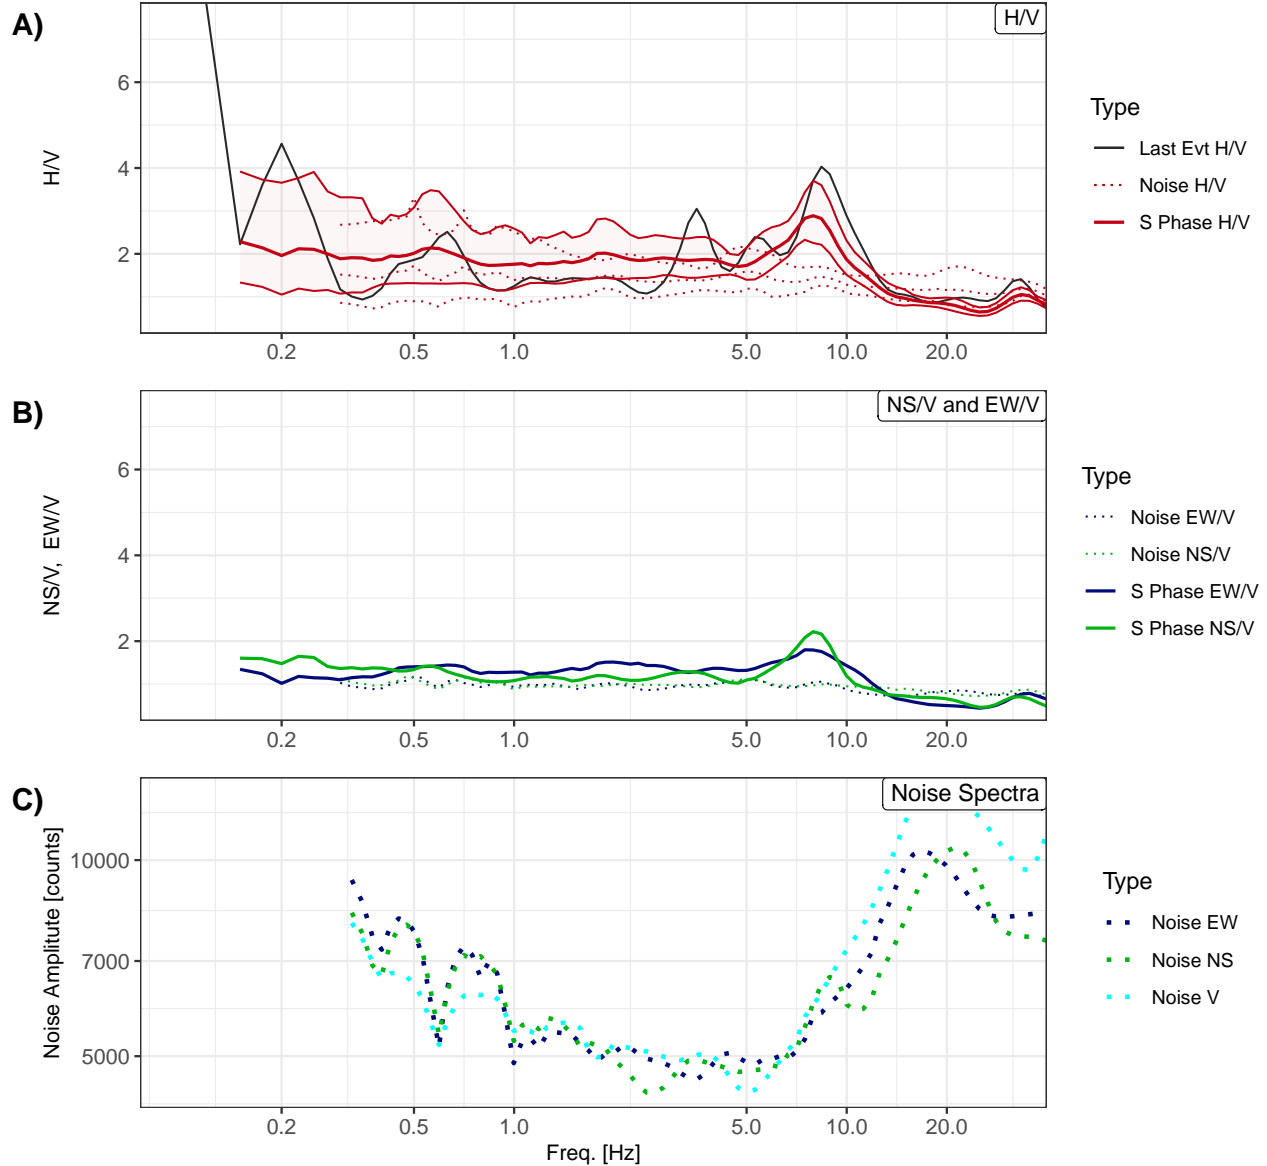 A)
H/V
6
4
2
H/V
0.2 0.5 1.0 5.0 10.0 20.0
Type
Last Evt H/V
Noise H/V
S Phase H/V
B)
NS/V and EW/V
6
4
2
NS/V, EW/V
0.2 0.5 1.0 5.0 10.0 20.0
Type
Noise EW/V
Noise NS/V
S Phase EW/V
S Phase NS/V
C)
Noise Spectra
10000
7000
5000
Noise Amplitute [counts]
0.2 0.5 1.0 5.0 10.0 20.0
Freq. [Hz]
Type
Noise EW
Noise NS
Noise V